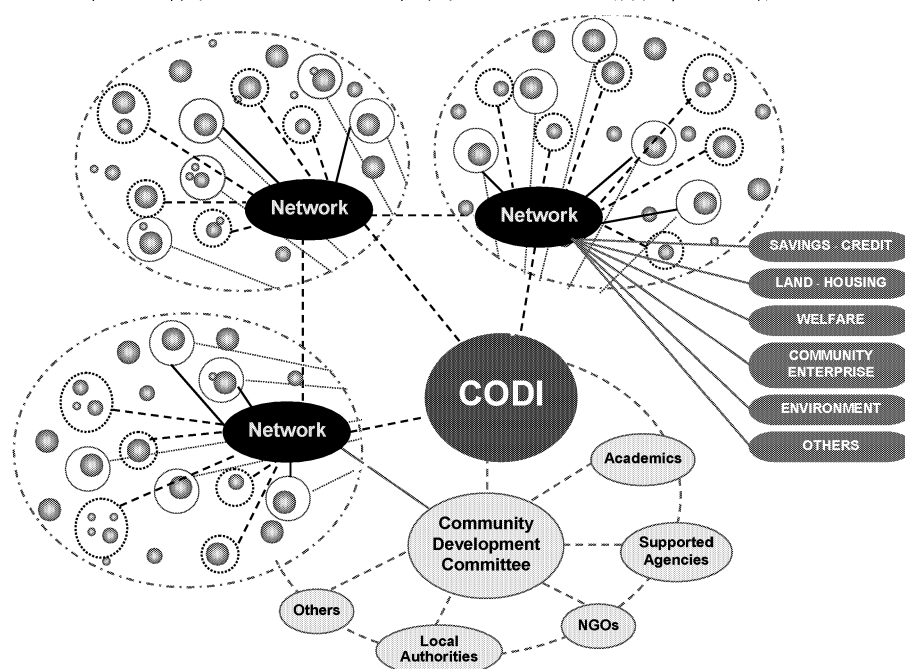 Network
Network
SAVINGS - CREDIT
LAND - HOUSING
WELFARE
COMMUNITY
ENTERPRISE
ENVIRONMENT
OTHERS
CODI
Network
Academics
Community
Development
Committee
Supported
Agencies
Others
NGOs
Local
Authorities